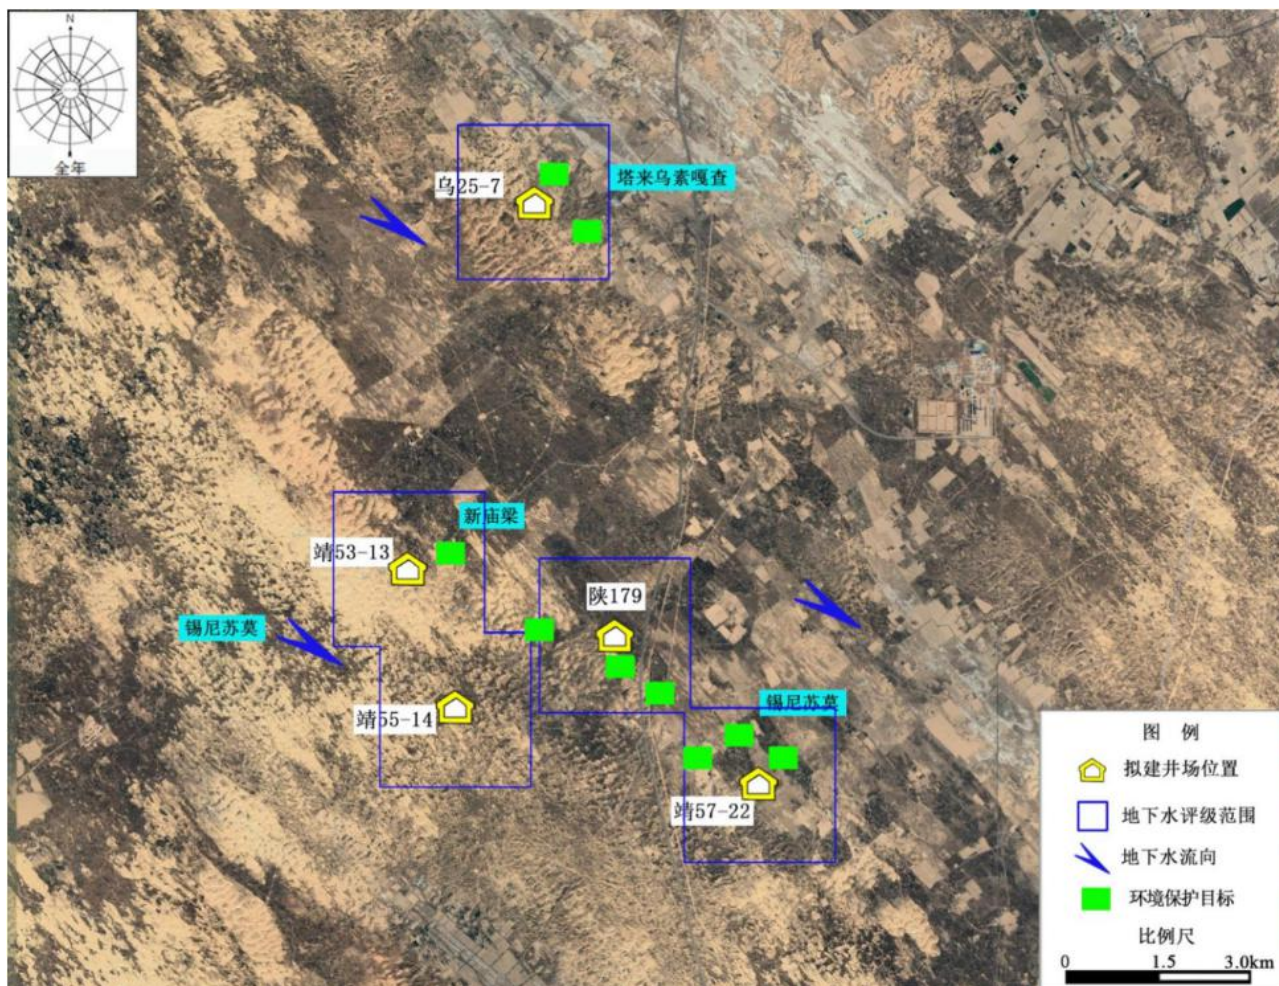 N
全年
乌25-7
塔来乌素嘎查
新庙梁
靖53-13
陕179
锡尼苏莫
靖55-14
锡尼苏莫
靖57-22
图 例
拟建井场位置
地下水评级范围
地下水流向
环境保护目标
比例尺
0 1.5 3.0km